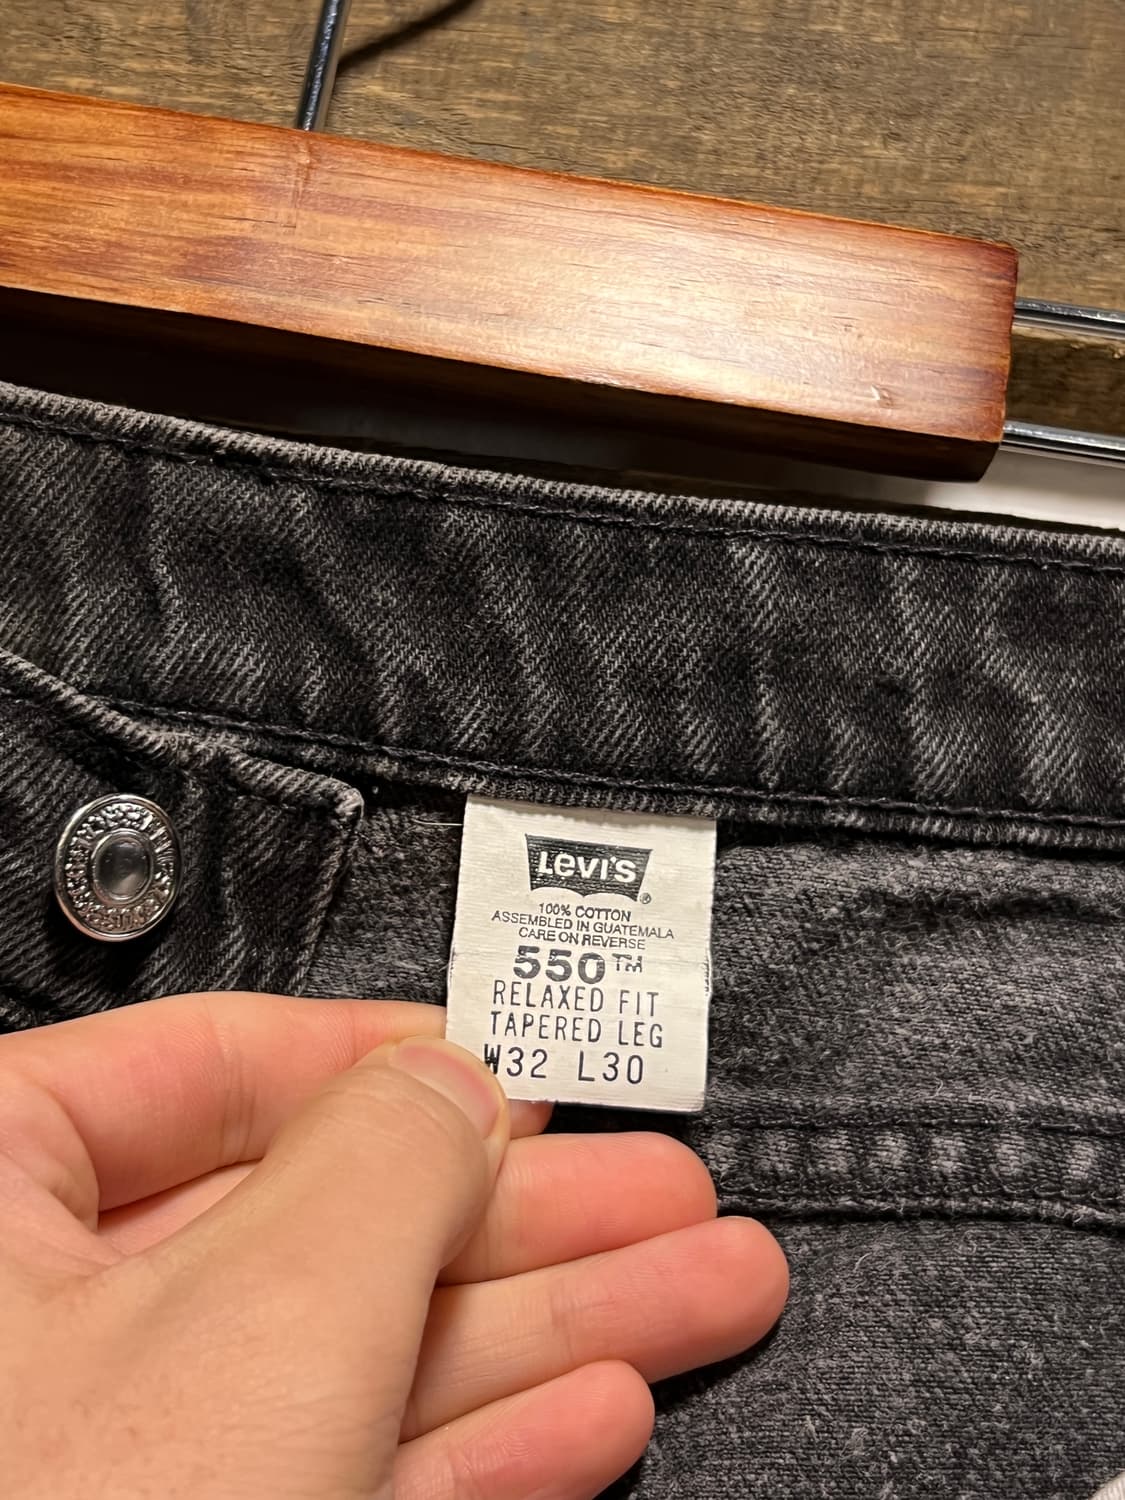 LEVI'S®
100% COTTON
ASSEMBLED IN GUATEMALA
CARE ON REVERSE
550™
RELAXED FIT
TAPERED LEG
W32 L30